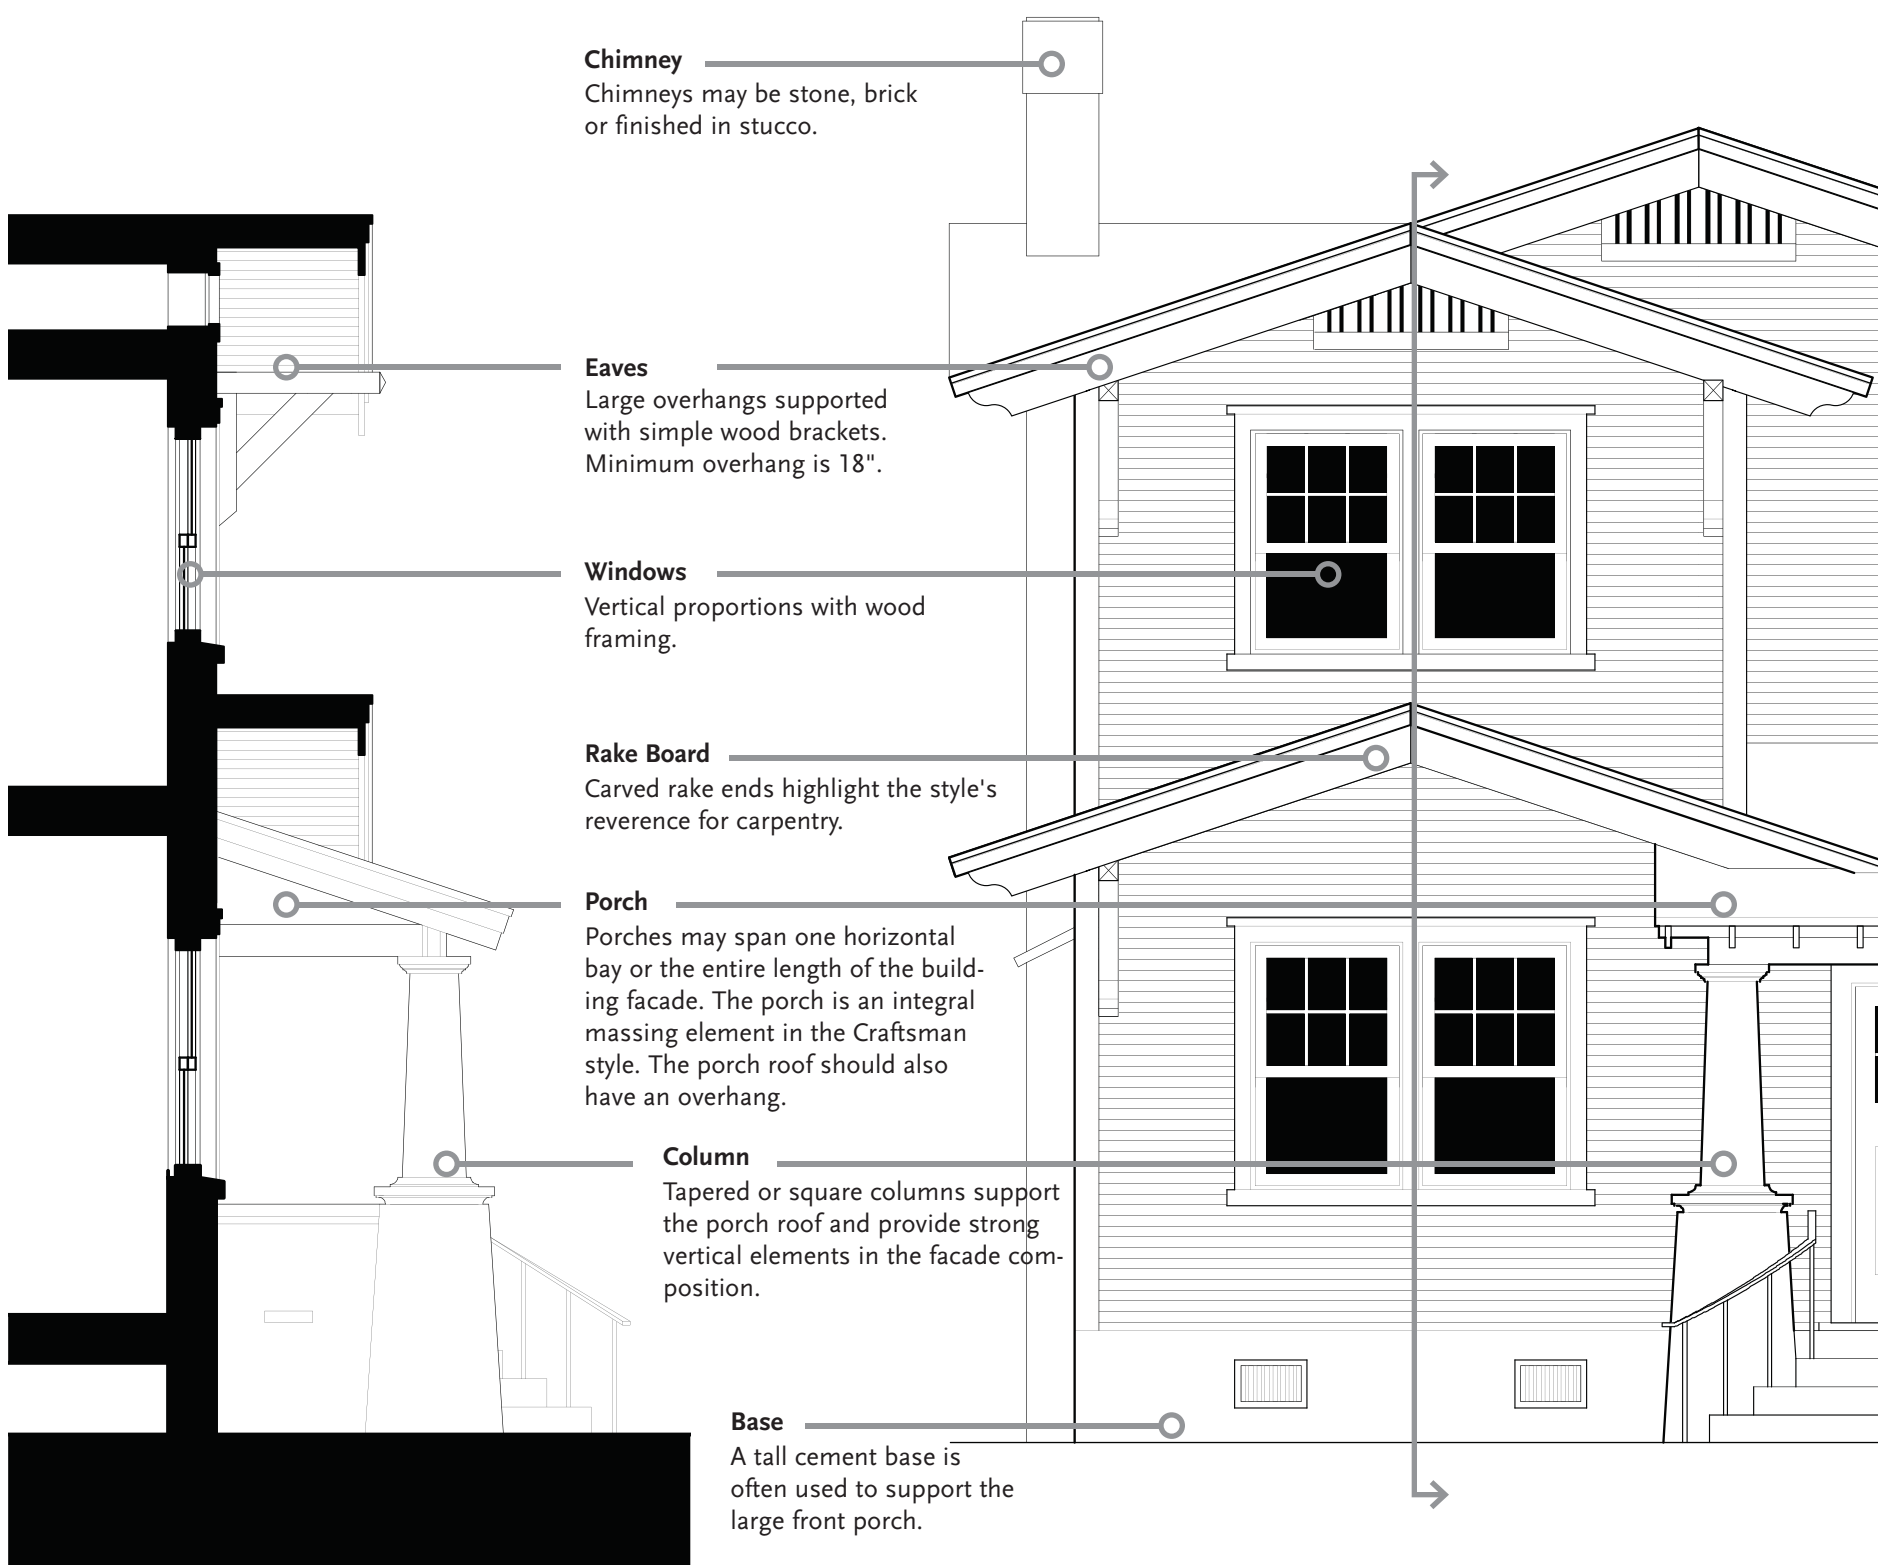 Chimney
Chimneys may be stone, brick
or finished in stucco.
Eaves
Large overhangs supported
with simple wood brackets.
Minimum overhang is 18".
Windows
Vertical proportions with wood
framing.
Rake Board
Carved rake ends highlight the style's
reverence for carpentry.
Porch
Porches may span one horizontal
bay or the entire length of the build-
ing facade. The porch is an integral
massing element in the Craftsman
style. The porch roof should also
have an overhang.
Column
Tapered or square columns support
the porch roof and provide strong
vertical elements in the facade com-
position.
Base
A tall cement base is
often used to support the
large front porch.